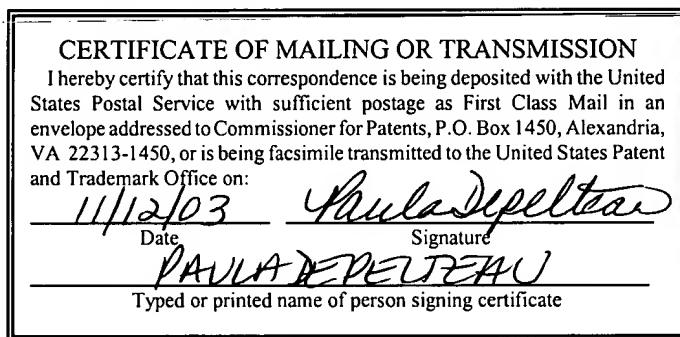 CERTIFICATE OF MAILING OR TRANSMISSION
I hereby certify that this correspondence is being deposited with the United
States Postal Service with sufficient postage as First Class Mail in an
envelope addressed to Commissioner for Patents, P.O. Box 1450, Alexandria,
VA 22313-1450, or is being facsimile transmitted to the United States Patent
and Trademark Office on:
11/12/03 Paula Depelteau
Date Signature
PAULA DEPELTEAU
Typed or printed name of person signing certificate